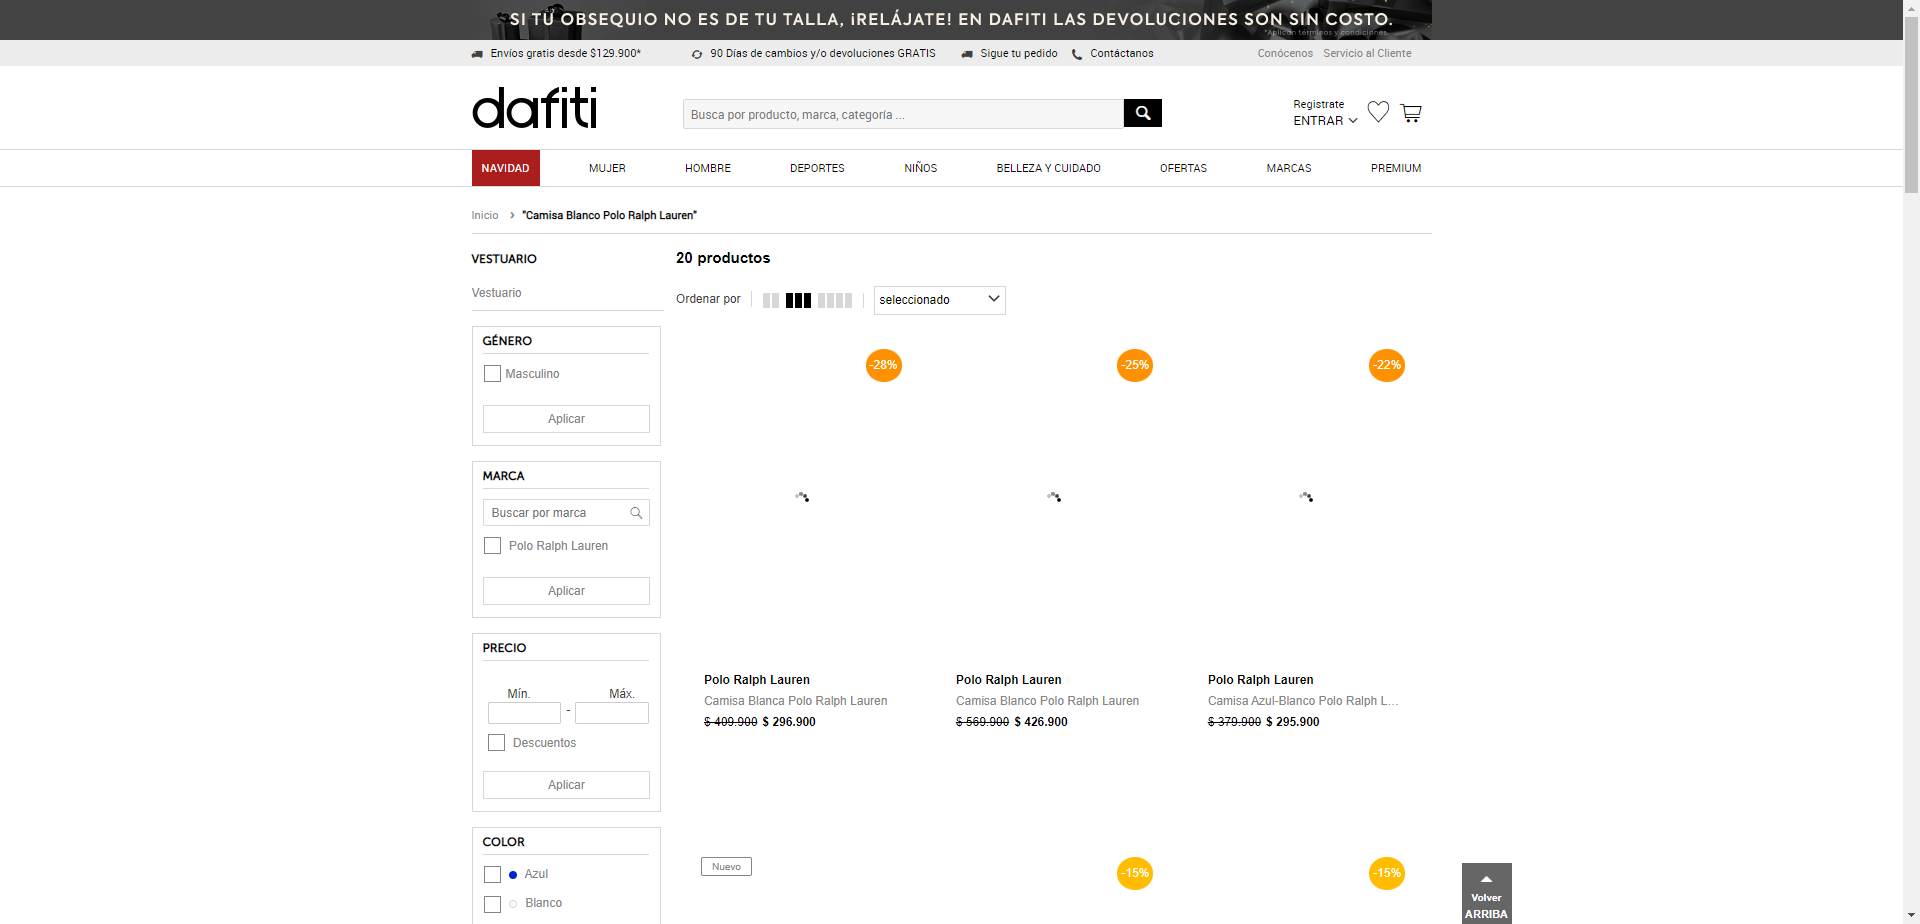 SI TU OBSEQUIO NO ES DE TU TALLA, ¡RELÁJATE! EN DAFITI LAS DEVOLUCIONES SON SIN COSTO.
*Aplican términos y condiciones.
Envíos gratis desde $129.900*
90 Días de cambios y/o devoluciones GRATIS
Sigue tu pedido
Contáctanos
Conócenos
Servicio al Cliente
dafiti
Busca por producto, marca, categoría ...
Registrate
ENTRAR
NAVIDAD
MUJER
HOMBRE
DEPORTES
NIÑOS
BELLEZA Y CUIDADO
OFERTAS
MARCAS
PREMIUM
Inicio › "Camisa Blanco Polo Ralph Lauren"
VESTUARIO
Vestuario
GÉNERO
Masculino
Aplicar
MARCA
Buscar por marca
Polo Ralph Lauren
Aplicar
PRECIO
Mín.
Máx.
-
Descuentos
Aplicar
COLOR
Azul
Blanco
20 productos
Ordenar por
seleccionado
-28%
Polo Ralph Lauren
Camisa Blanca Polo Ralph Lauren
$ 409.900 $ 296.900
-25%
Polo Ralph Lauren
Camisa Blanco Polo Ralph Lauren
$ 569.900 $ 426.900
-22%
Polo Ralph Lauren
Camisa Azul-Blanco Polo Ralph L...
$ 379.900 $ 295.900
Nuevo
-15%
-15%
Volver
ARRIBA